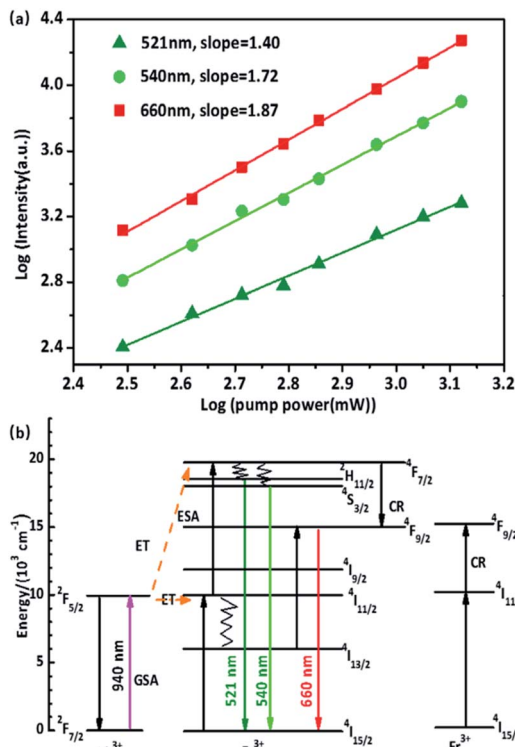 (a)
521nm, slope=1.40
540nm, slope=1.72
660nm, slope=1.87
Log (Intensity(a.u.))
4.4
4.0
3.6
3.2
2.8
2.4
2.4 2.5 2.6 2.7 2.8 2.9 3.0 3.1 3.2
Log (pump power(mW))
(b)
Energy/(10³ cm⁻¹)
20
15
10
5
0
²F₅/₂
²F₇/₂
940 nm
GSA
ET
ET
ESA
521 nm
540 nm
660 nm
CR
⁴F₇/₂
²H₁₁/₂
⁴S₃/₂
⁴F₉/₂
⁴I₉/₂
⁴I₁₁/₂
⁴I₁₃/₂
⁴I₁₅/₂
⁴F₉/₂
CR
⁴I₁₁
⁴I₁₅/₂
³⁺
³⁺
³⁺